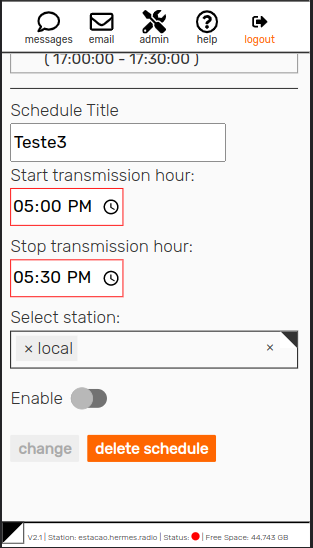 messages email admin help logout
( 17:00:00 - 17:30:00 )
Schedule Title
Teste3
Start transmission hour:
05:00 PM
Stop transmission hour:
05:30 PM
Select station:
× local ×
Enable
change delete schedule
V2.1 | Station: estacao.hermes.radio | Status: | Free Space: 44.743 GB